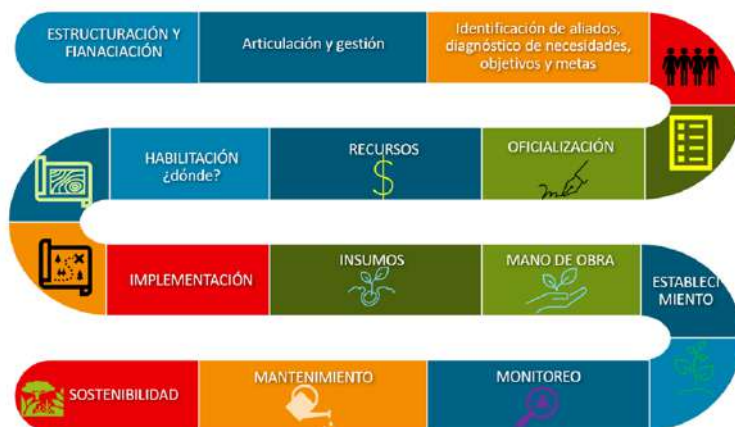 ESTRUCTURACIÓN Y
FIANACIACIÓN
Articulación y gestión
Identificación de aliados,
diagnóstico de necesidades,
objetivos y metas
HABILITACIÓN
¿dónde?
RECURSOS
$
OFICIALIZACIÓN
IMPLEMENTACIÓN
INSUMOS
MANO DE OBRA
ESTABLECI
MIENTO
SOSTENIBILIDAD
MANTENIMIENTO
MONITOREO